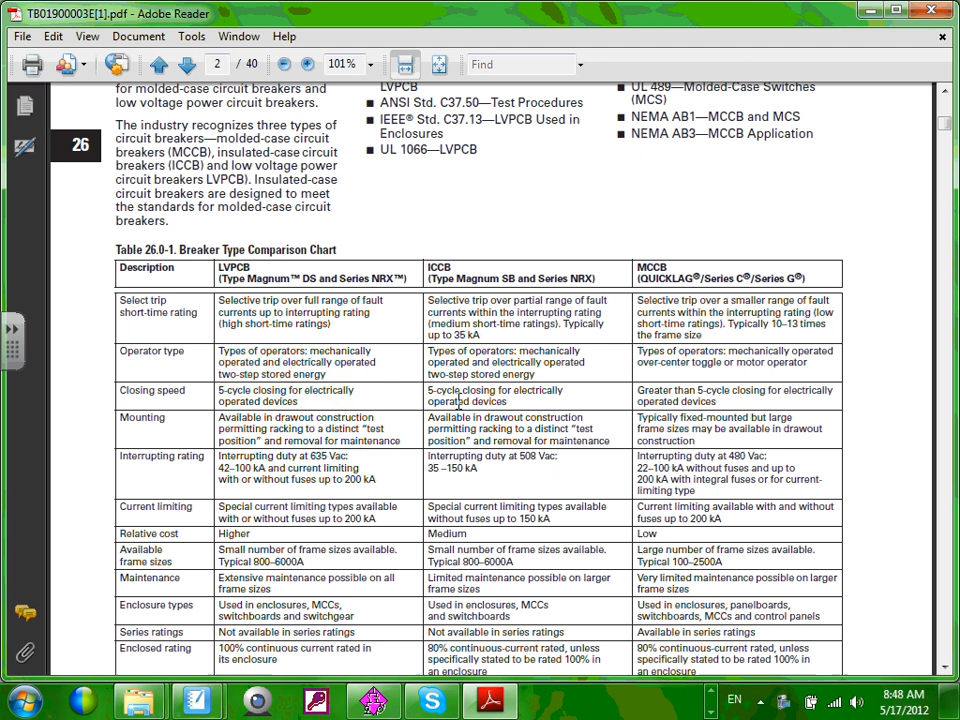 TB01900003E[1].pdf - Adobe Reader
File Edit View Document Tools Window Help
2 / 40 101% Find
for molded-case circuit breakers and
low voltage power circuit breakers.
The industry recognizes three types of
circuit breakers—molded-case circuit
breakers (MCCB), insulated-case circuit
breakers (ICCB) and low voltage power
circuit breakers LVPCB). Insulated-case
circuit breakers are designed to meet
the standards for molded-case circuit
breakers.
26
LVPCB
■ ANSI Std. C37.50—Test Procedures
■ IEEE® Std. C37.13—LVPCB Used in
Enclosures
■ UL 1066—LVPCB
■ UL 489—Molded-Case Switches
(MCS)
■ NEMA AB1—MCCB and MCS
■ NEMA AB3—MCCB Application
Table 26.0-1. Breaker Type Comparison Chart
Description
LVPCB
(Type Magnum™ DS and Series NRX™)
ICCB
(Type Magnum SB and Series NRX)
MCCB
(QUICKLAG®/Series C®/Series G®)
Select trip
short-time rating
Selective trip over full range of fault
currents up to interrupting rating
(high short-time ratings)
Selective trip over partial range of fault
currents within the interrupting rating
(medium short-time ratings). Typically
up to 35 kA
Selective trip over a smaller range of fault
currents within the interrupting rating (low
short-time ratings). Typically 10–13 times
the frame size
Operator type
Types of operators: mechanically
operated and electrically operated
two-step stored energy
Types of operators: mechanically
operated and electrically operated
two-step stored energy
Types of operators: mechanically operated
over-center toggle or motor operator
Closing speed
5-cycle closing for electrically
operated devices
5-cycle closing for electrically
operated devices
Greater than 5-cycle closing for electrically
operated devices
Mounting
Available in drawout construction
permitting racking to a distinct “test
position” and removal for maintenance
Available in drawout construction
permitting racking to a distinct “test
position” and removal for maintenance
Typically fixed-mounted but large
frame sizes may be available in drawout
construction
Interrupting rating
Interrupting duty at 635 Vac:
42–100 kA and current limiting
with or without fuses up to 200 kA
Interrupting duty at 508 Vac:
35 –150 kA
Interrupting duty at 480 Vac:
22–100 kA without fuses and up to
200 kA with integral fuses or for current-
limiting type
Current limiting
Special current limiting types available
with or without fuses up to 200 kA
Special current limiting types available
without fuses up to 150 kA
Current limiting available with and without
fuses up to 200 kA
Relative cost
Higher
Medium
Low
Available
frame sizes
Small number of frame sizes available.
Typical 800–6000A
Small number of frame sizes available.
Typical 800–6000A
Large number of frame sizes available.
Typical 100–2500A
Maintenance
Extensive maintenance possible on all
frame sizes
Limited maintenance possible on larger
frame sizes
Very limited maintenance possible on larger
frame sizes
Enclosure types
Used in enclosures, MCCs,
switchboards and switchgear
Used in enclosures, MCCs
and switchboards
Used in enclosures, panelboards,
switchboards, MCCs and control panels
Series ratings
Not available in series ratings
Not available in series ratings
Available in series ratings
Enclosed rating
100% continuous current rated in
its enclosure
80% continuous-current rated, unless
specifically stated to be rated 100% in
an enclosure
80% continuous-current rated, unless
specifically stated to be rated 100% in
an enclosure
EN
8:48 AM
5/17/2012